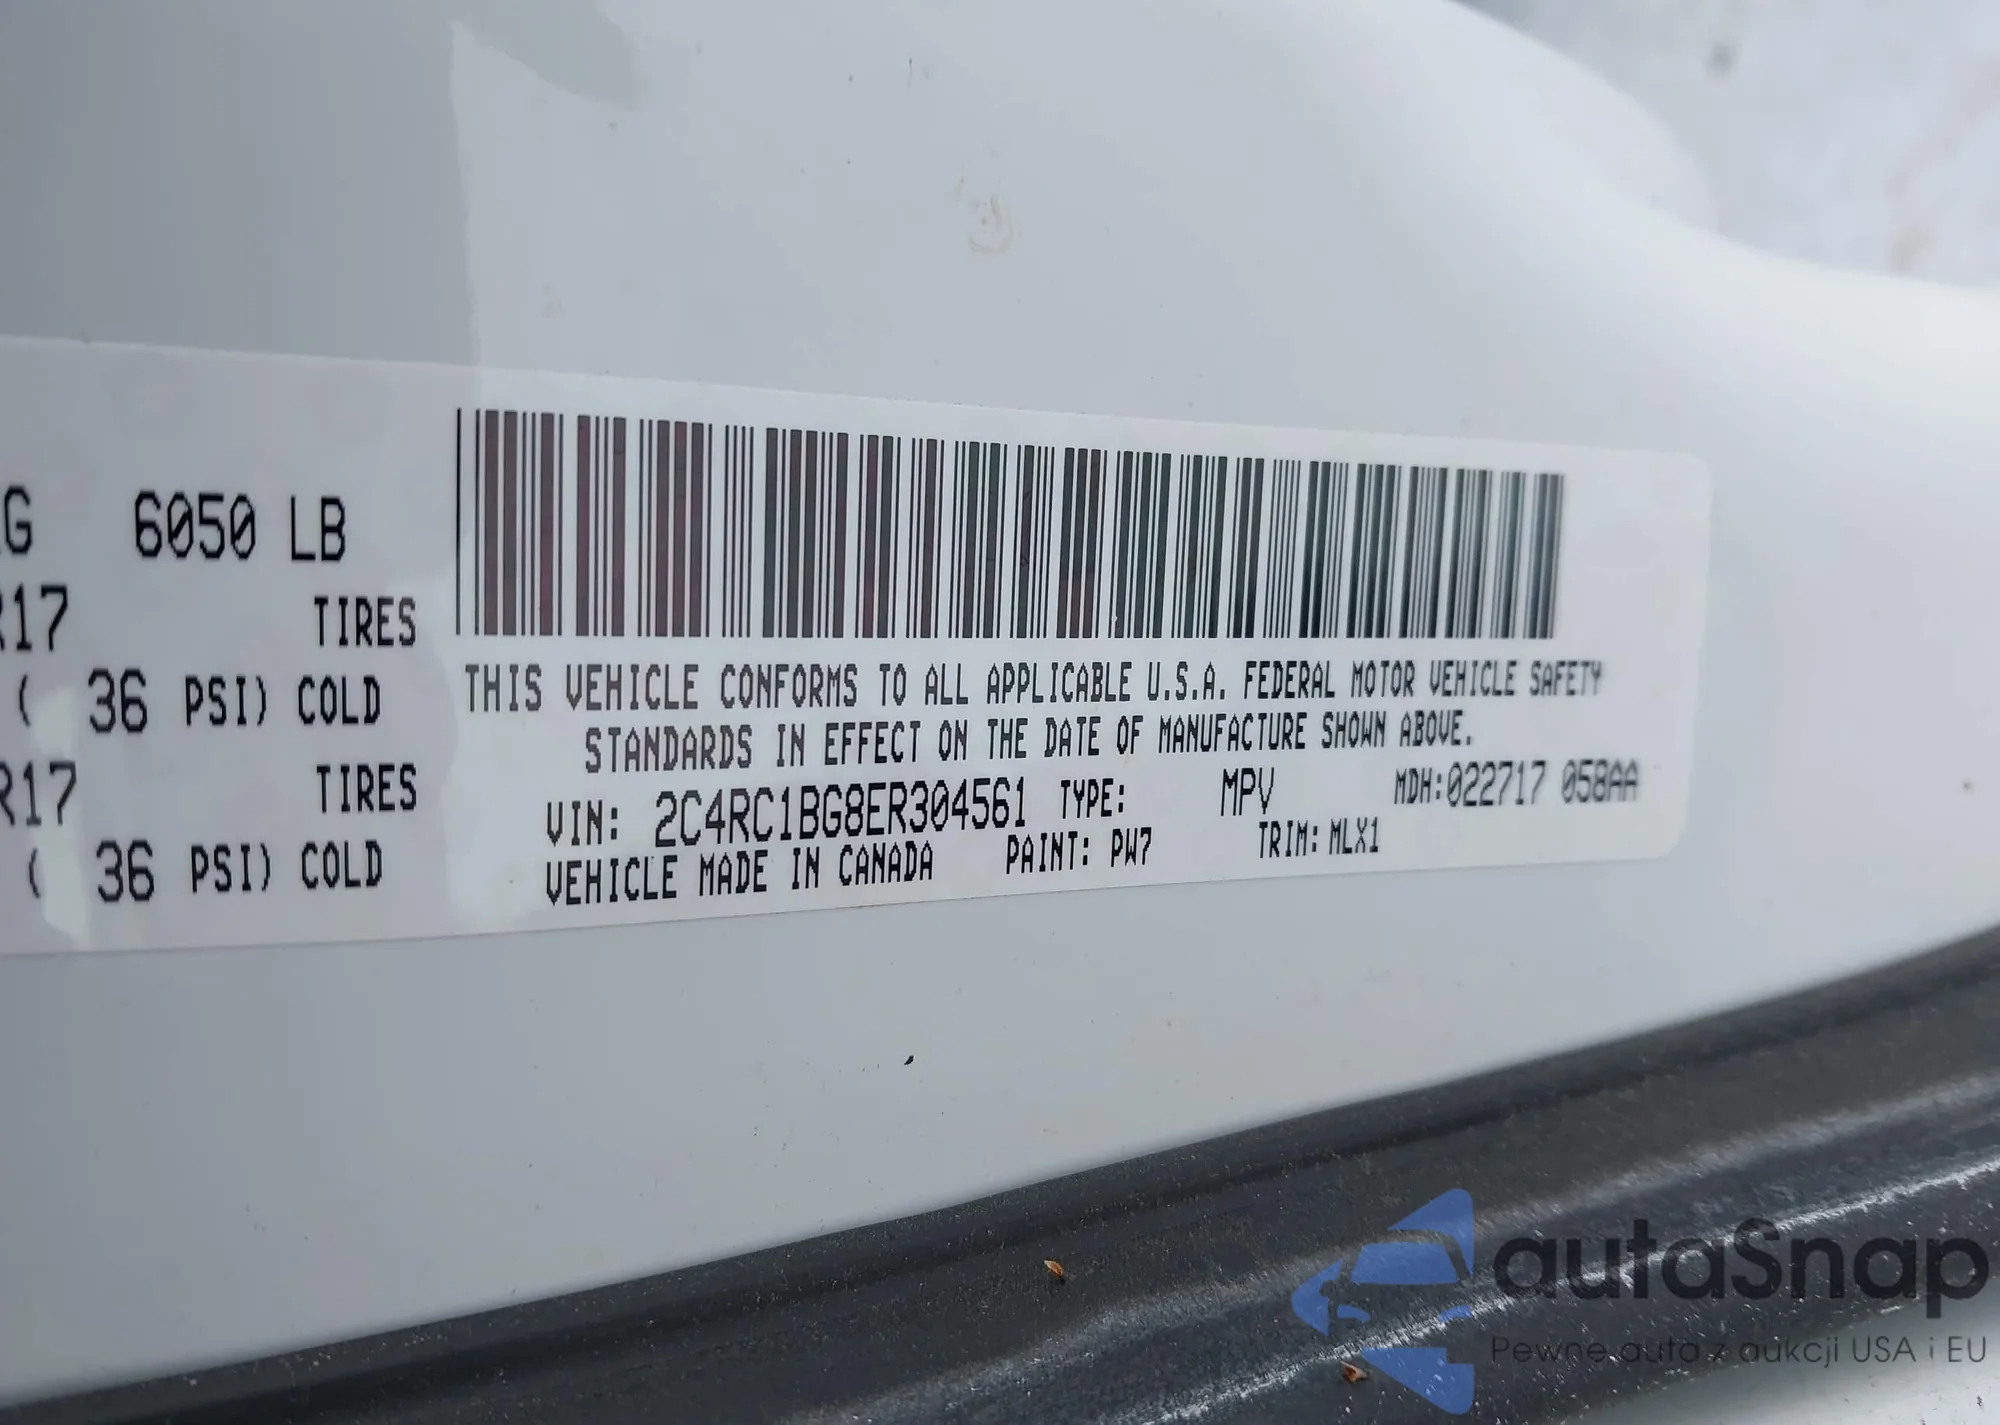 G 6050 LB
R17 TIRES
( 36 PSI) COLD
R17 TIRES
( 36 PSI) COLD
THIS VEHICLE CONFORMS TO ALL APPLICABLE U.S.A. FEDERAL MOTOR VEHICLE SAFETY
STANDARDS IN EFFECT ON THE DATE OF MANUFACTURE SHOWN ABOVE.
VIN: 2C4RC1BG8ER304561 TYPE: MPV MDH:022717 058AA
VEHICLE MADE IN CANADA PAINT: PW7 TRIM: MLX1
autaSnap
Pewne auta z aukcji USA i EU